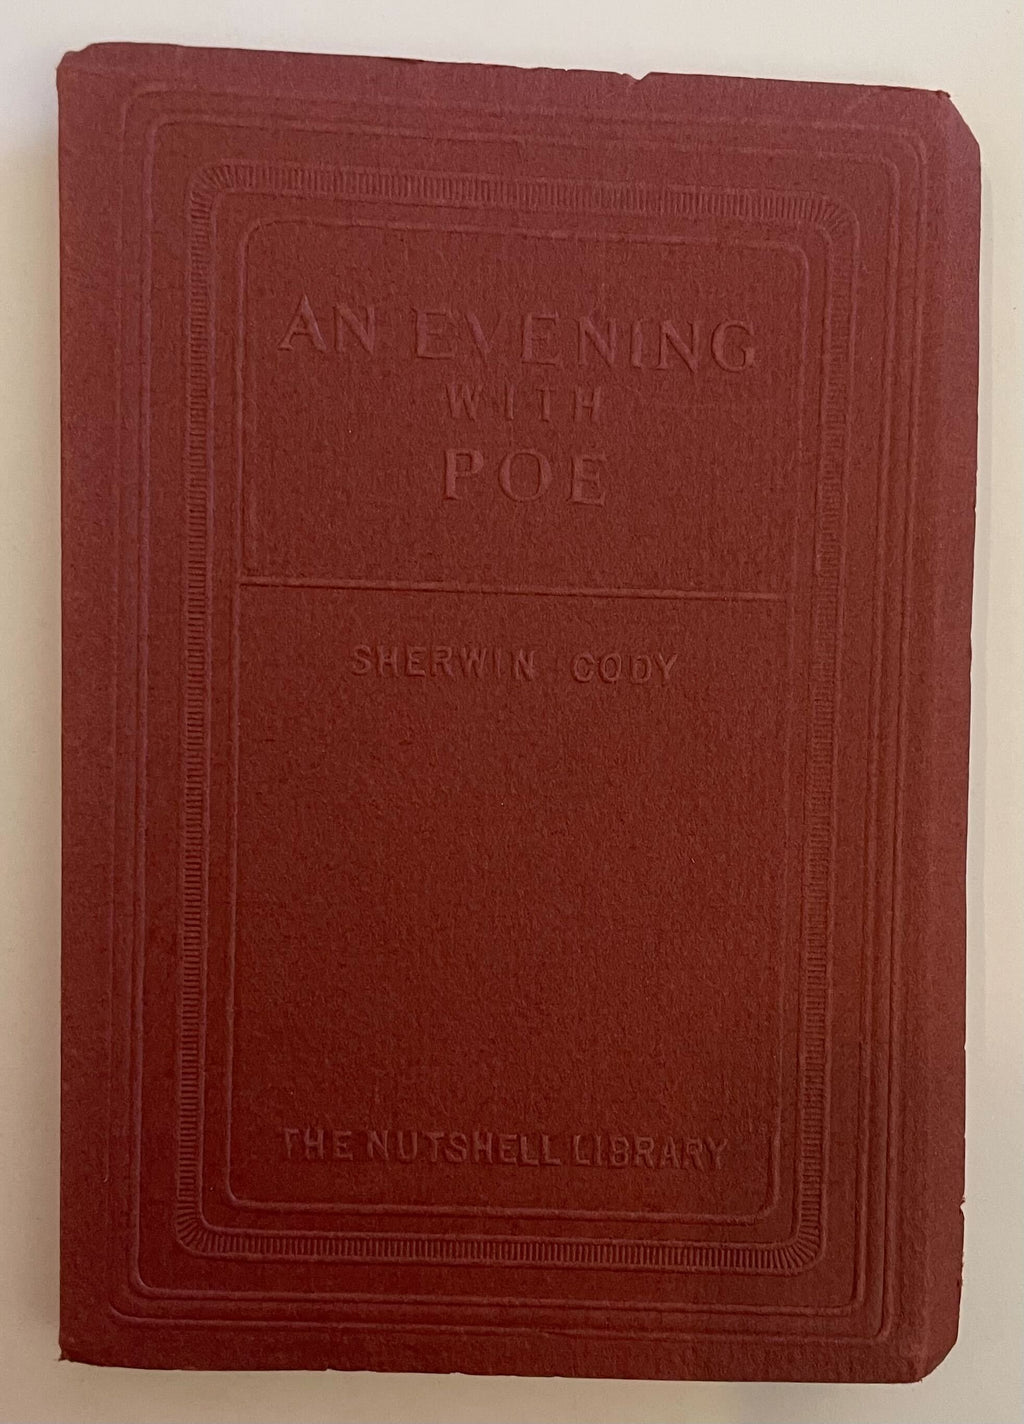 AN EVENING
WITH
POE
SHERWIN CODY
THE NUTSHELL LIBRARY